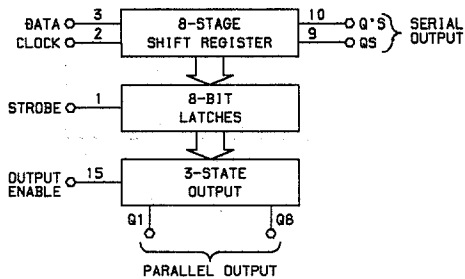 DATA 3 8-STAGE 10 Q'S SERIAL
CLOCK 2 SHIFT REGISTER 9 QS OUTPUT
STROBE 1 8-BIT
LATCHES
OUTPUT 15 3-STATE
ENABLE OUTPUT
Q1 Q8
PARALLEL OUTPUT